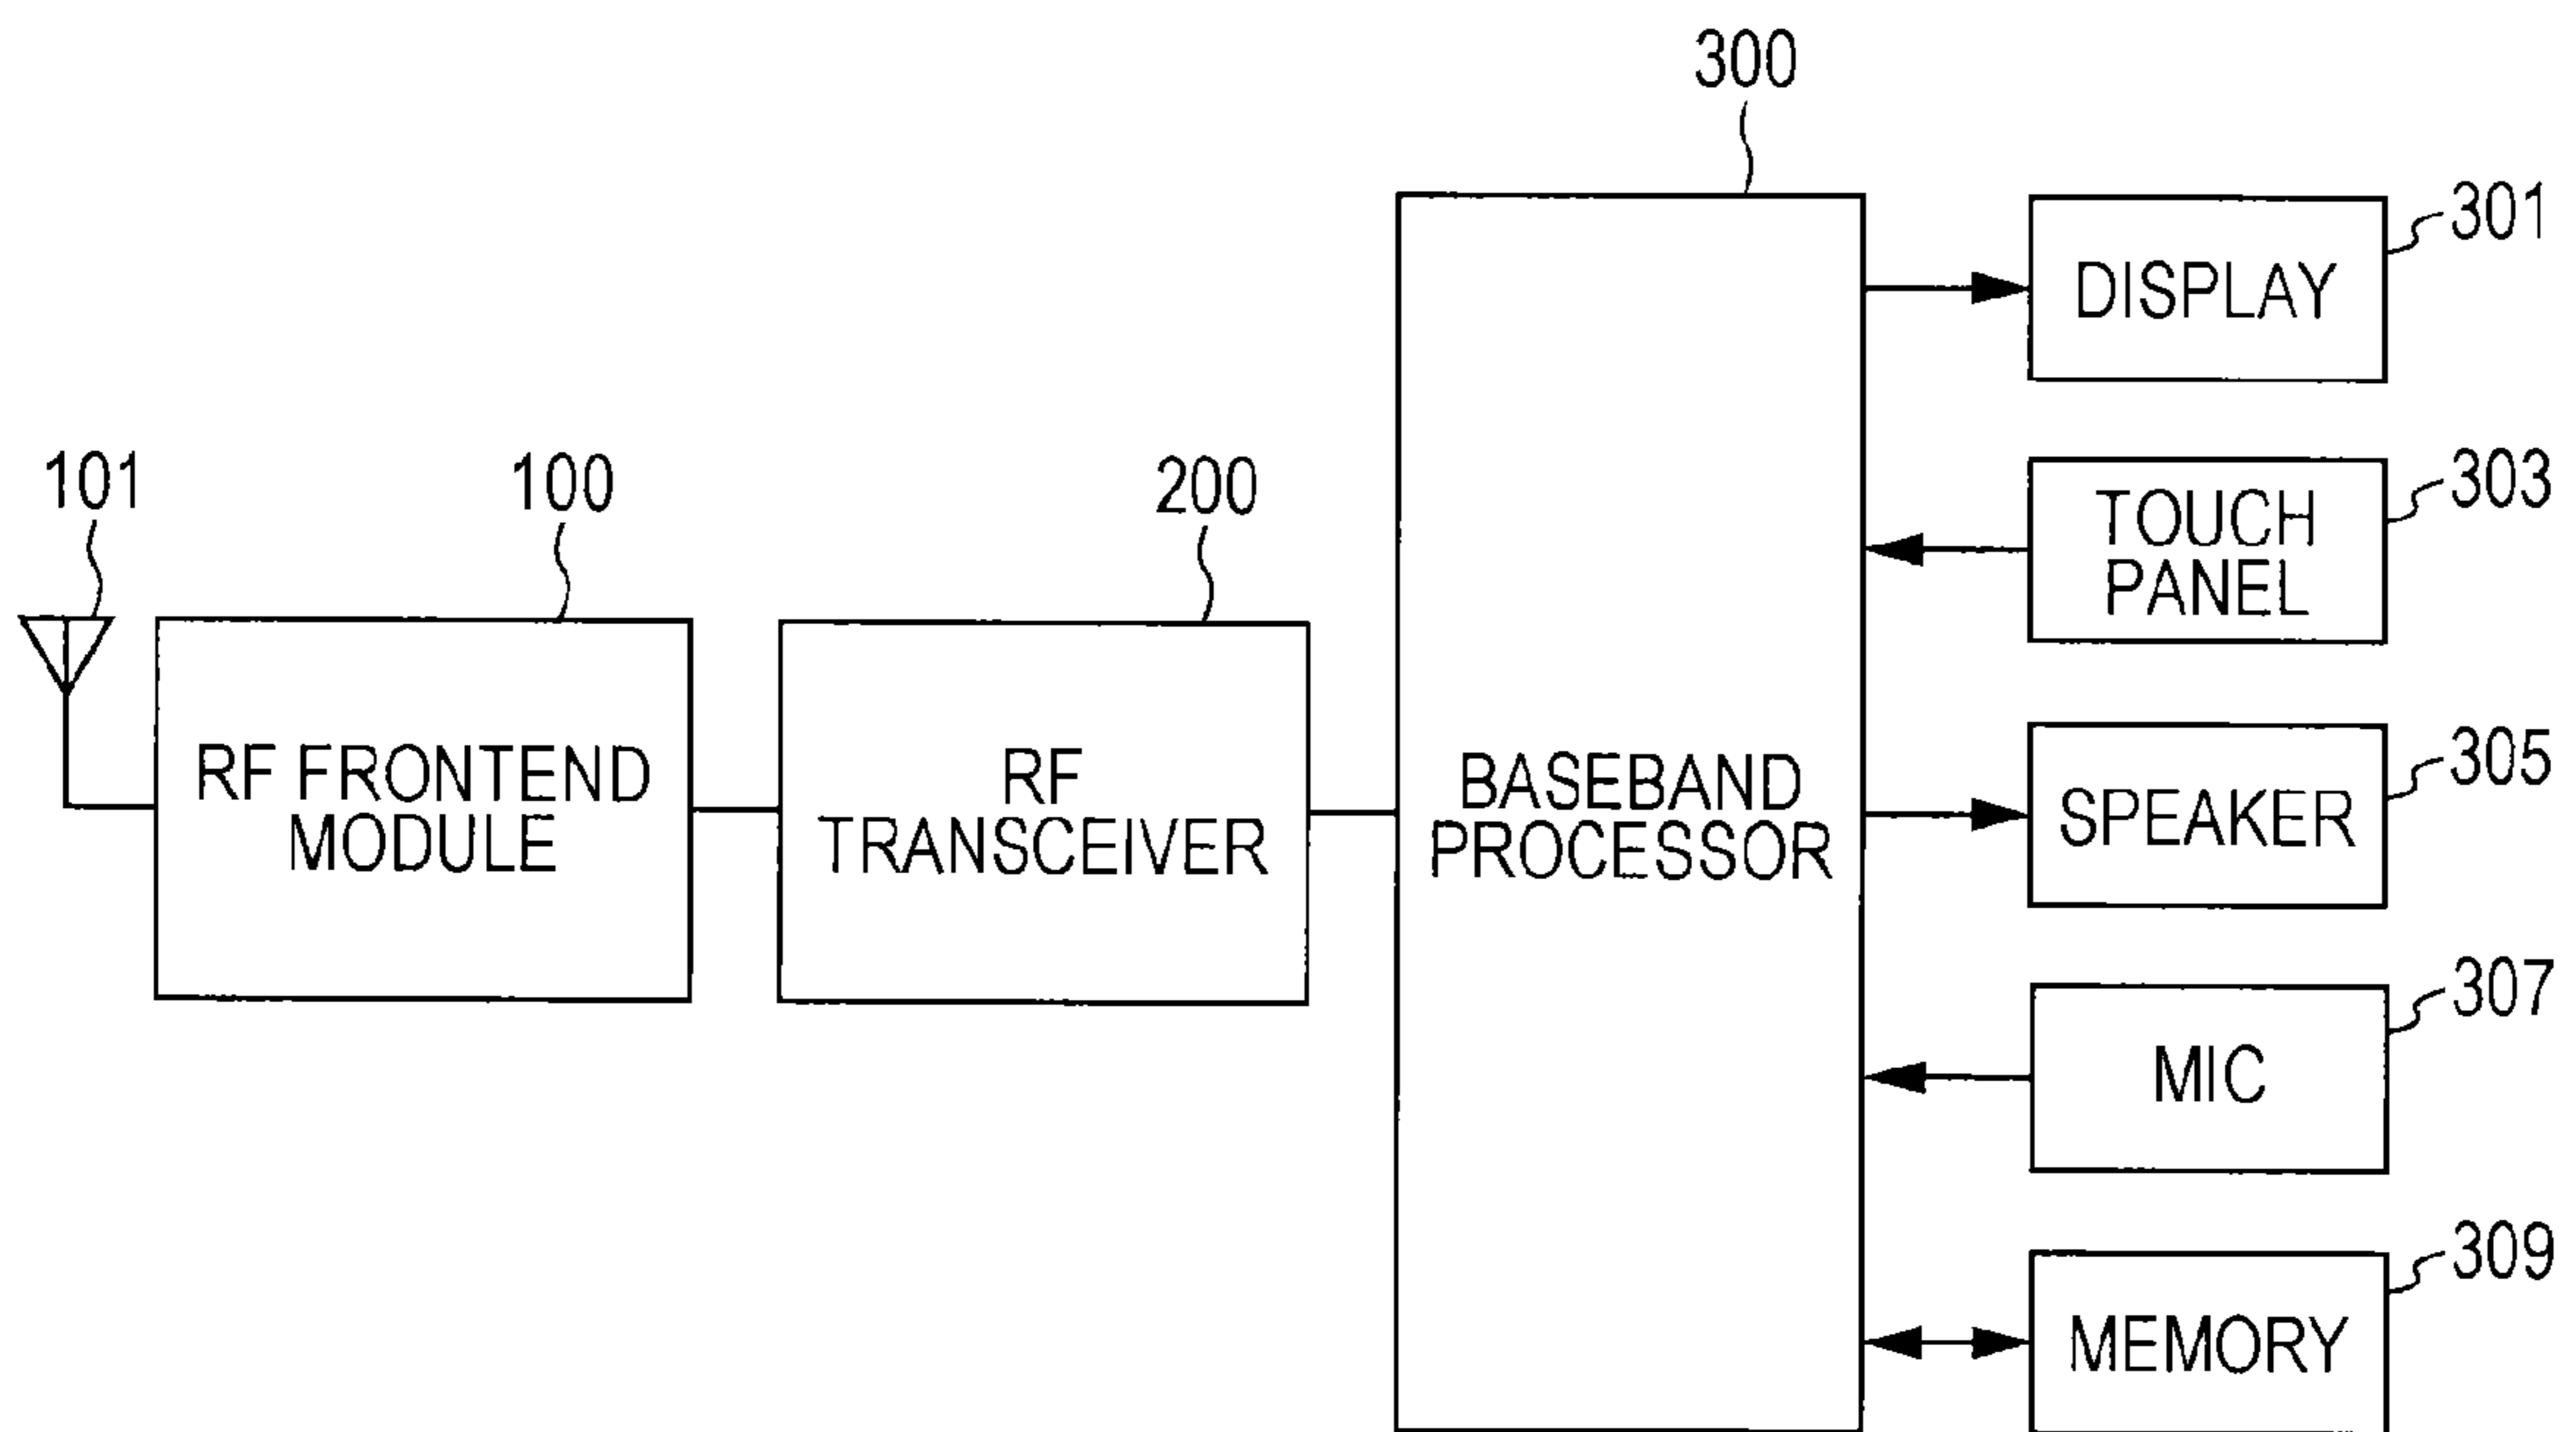 300
301
DISPLAY
101
100
200
303
TOUCH
PANEL
RF FRONTEND
MODULE
RF
TRANSCEIVER
BASEBAND
PROCESSOR
305
SPEAKER
307
MIC
309
MEMORY